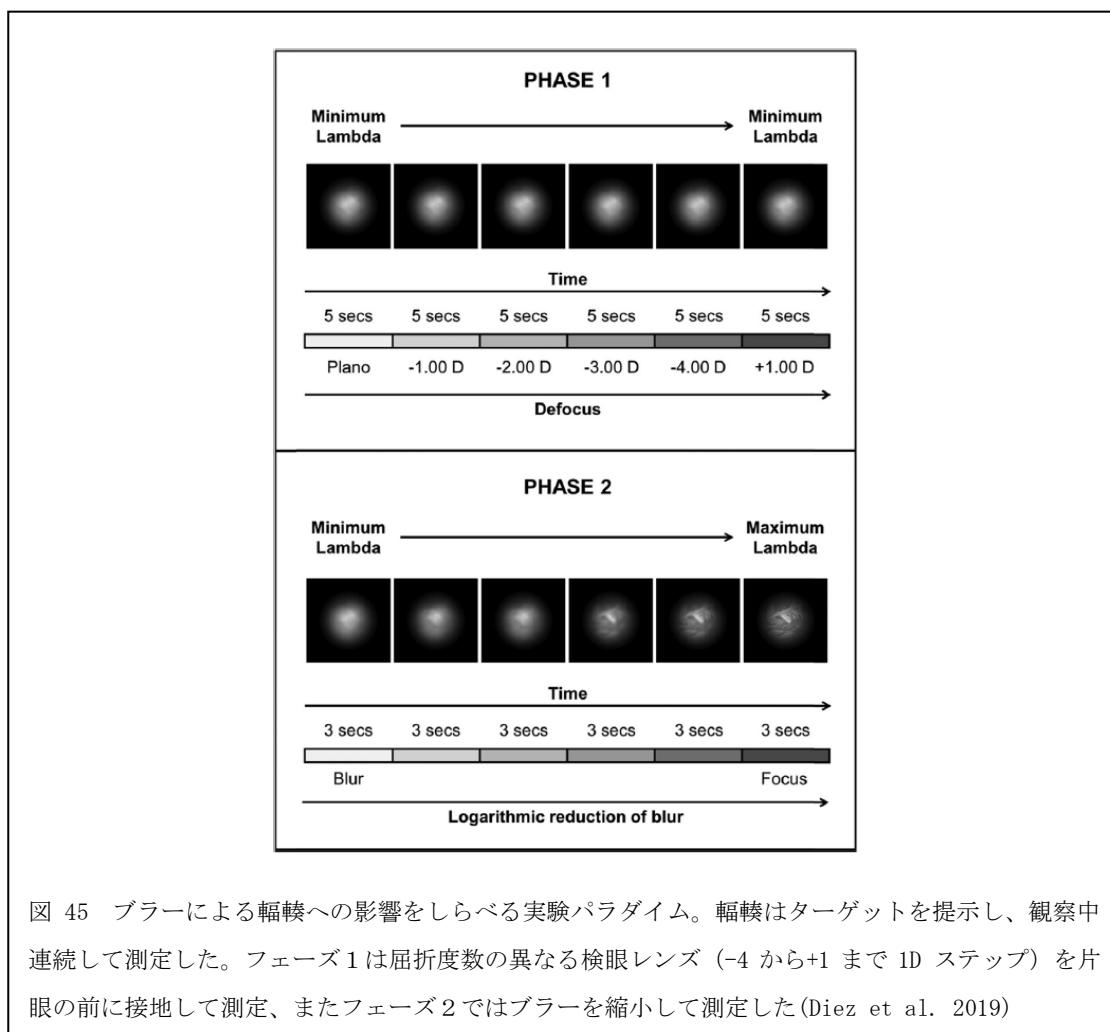 PHASE 1
Minimum Lambda
Minimum Lambda
Time
5 secs 5 secs 5 secs 5 secs 5 secs 5 secs
Plano -1.00 D -2.00 D -3.00 D -4.00 D +1.00 D
Defocus
PHASE 2
Minimum Lambda
Maximum Lambda
Time
3 secs 3 secs 3 secs 3 secs 3 secs 3 secs
Blur Focus
Logarithmic reduction of blur
図 45 ブラーによる輻輳への影響をしらべる実験パラダイム。輻輳はターゲットを提示し、観察中
連続して測定した。フェーズ１は屈折度数の異なる検眼レンズ (-4 から+1 まで 1D ステップ) を片
眼の前に接地して測定、またフェーズ２ではブラーを縮小して測定した(Diez et al. 2019)